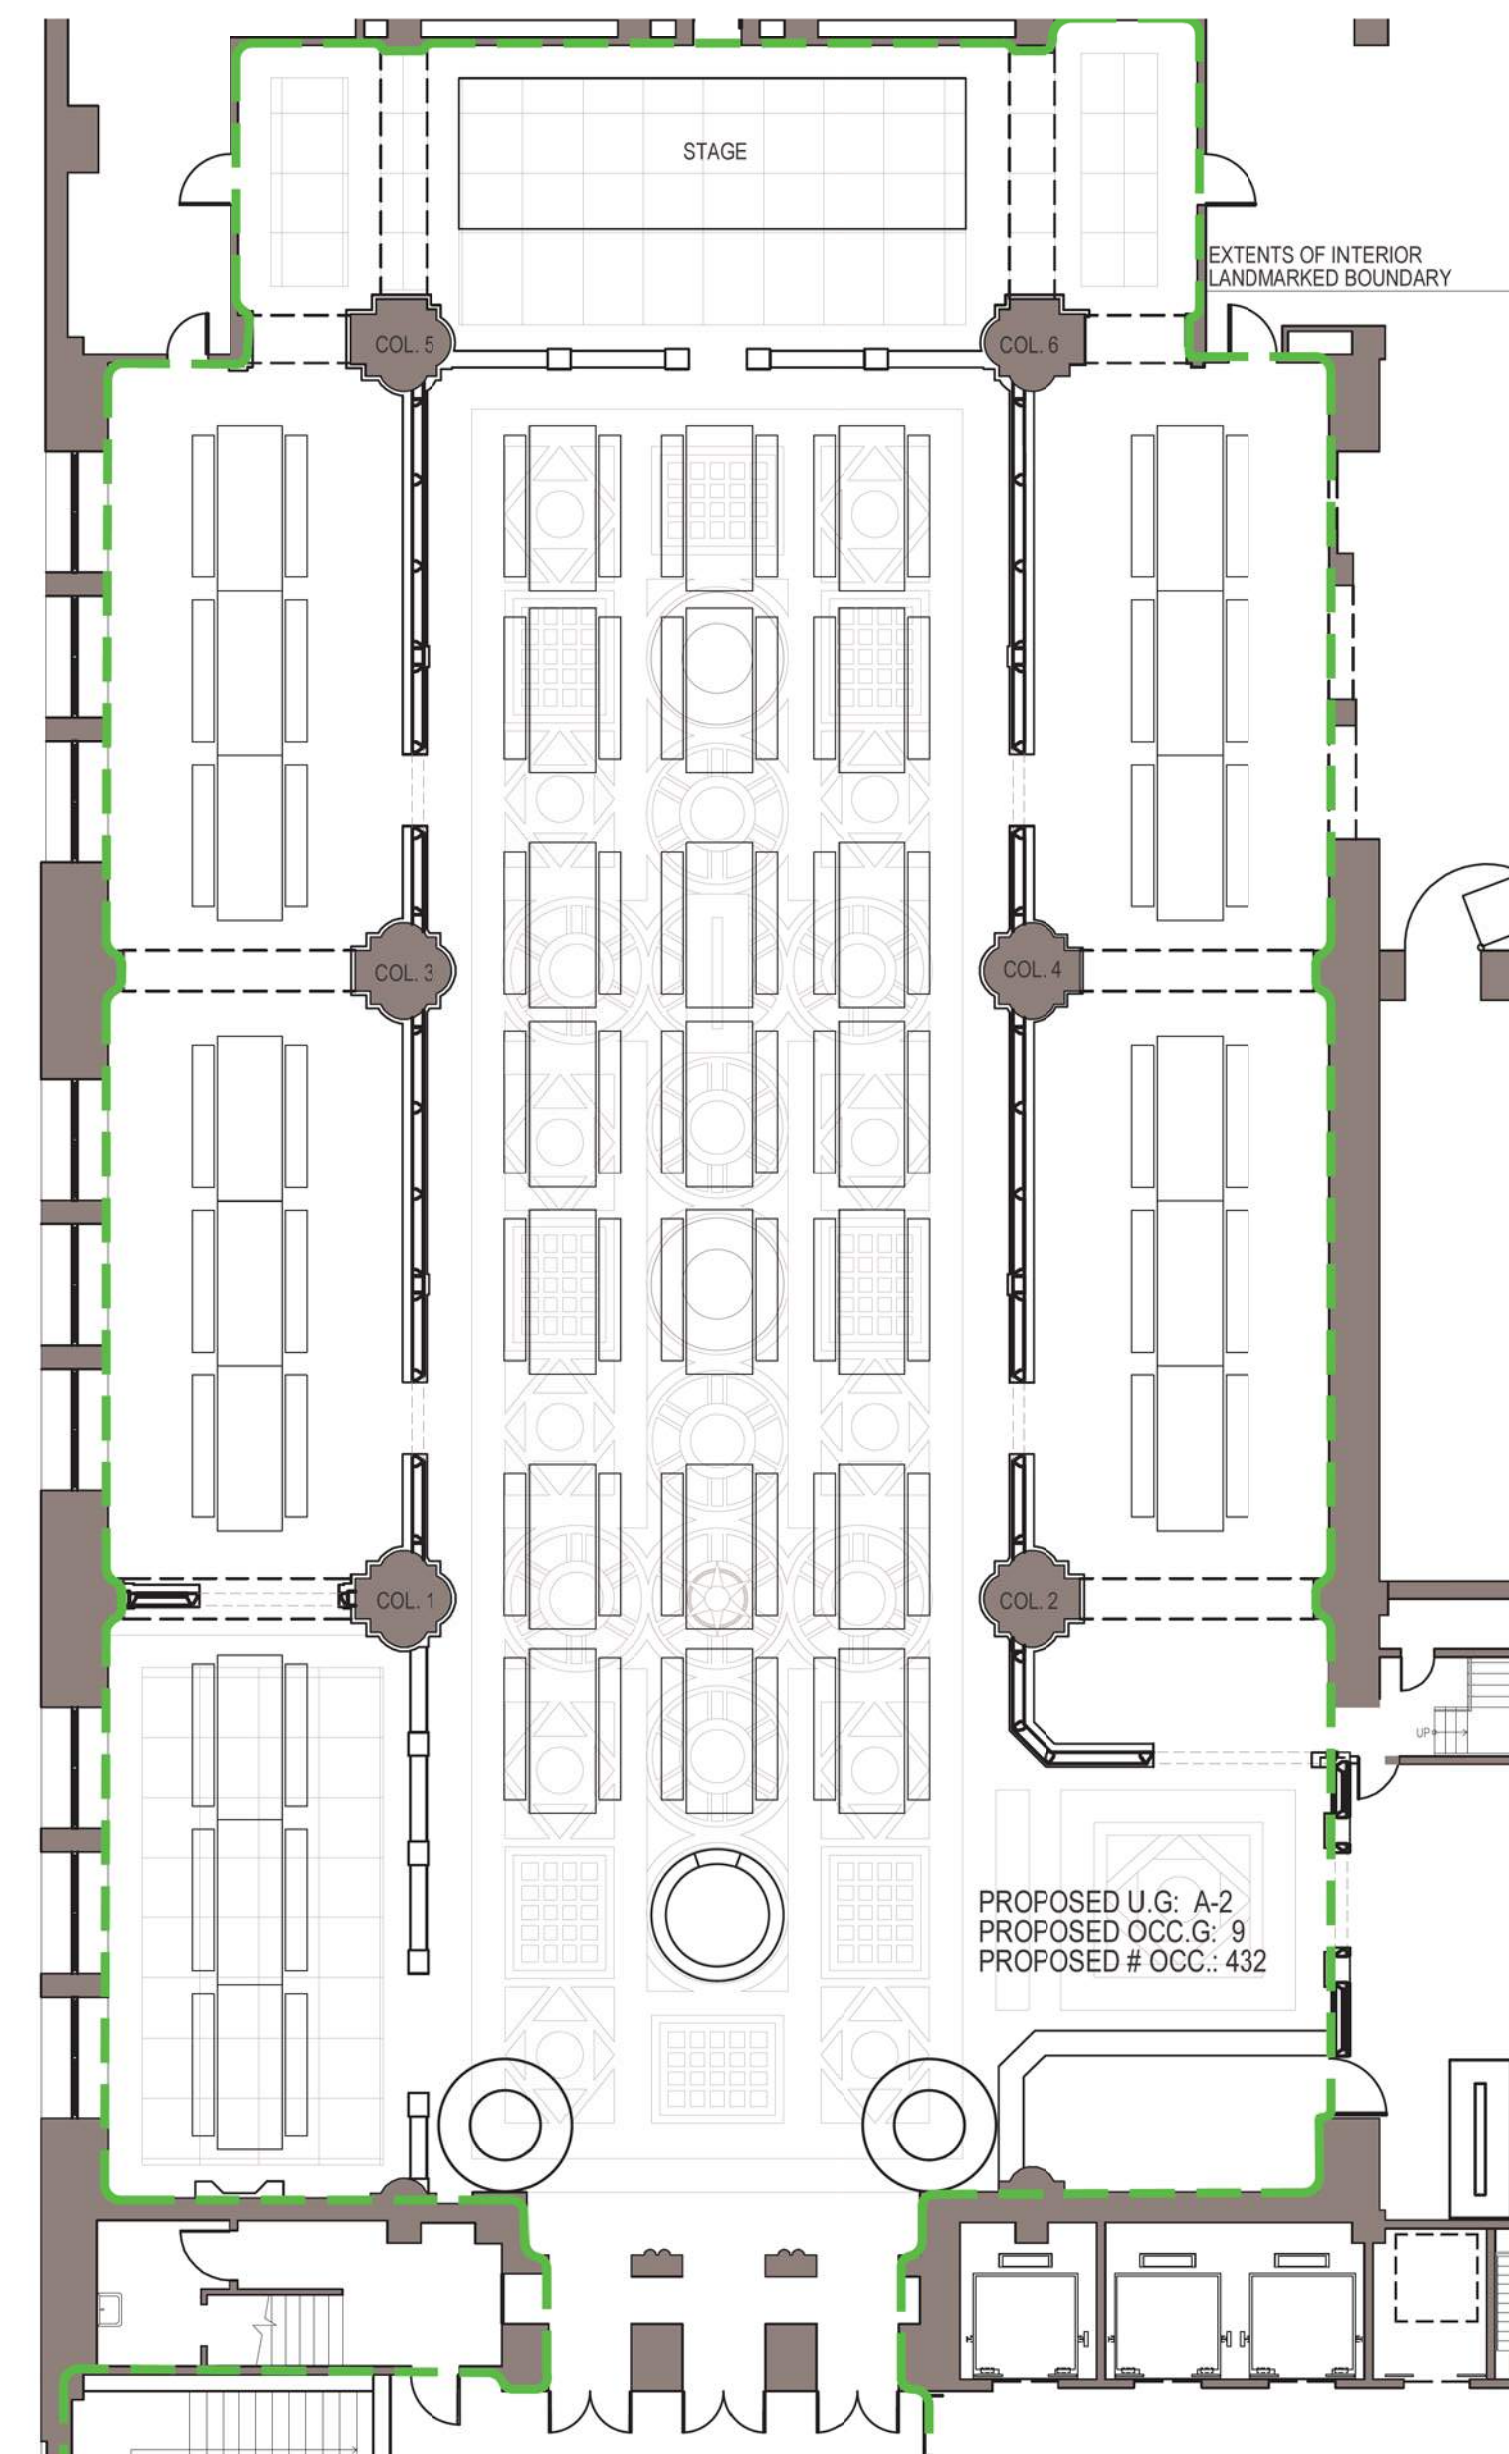 STAGE
EXTENTS OF INTERIOR
LANDMARKED BOUNDARY
COL. 5
COL. 6
COL. 3
COL. 4
COL. 1
COL. 2
UP
PROPOSED U.G: A-2
PROPOSED OCC.G: 9
PROPOSED # OCC.: 432